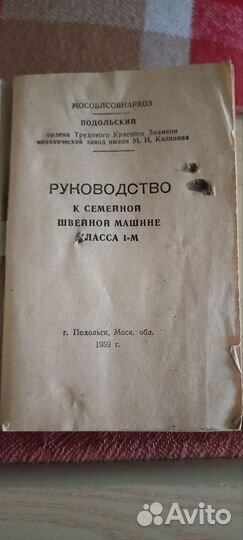 МОСОБЛСОВНАРХОЗ
ПОДОЛЬСКИЙ
ордена Трудового Красного Знамени
механический завод имени М. И. Калинина
РУКОВОДСТВО
К СЕМЕЙНОЙ
ШВЕЙНОЙ МАШИНЕ
КЛАССА 1-М
г. Подольск, Моск. обл.
1959 г.
Avito